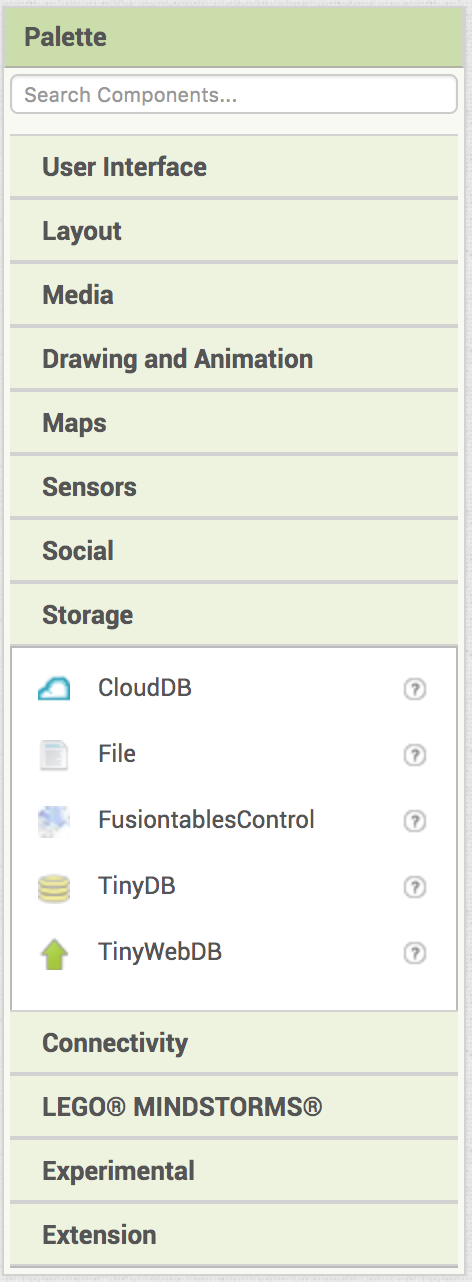 Palette
Search Components...
User Interface
Layout
Media
Drawing and Animation
Maps
Sensors
Social
Storage
CloudDB ?
File ?
FusiontablesControl ?
TinyDB ?
TinyWebDB ?
Connectivity
LEGO® MINDSTORMS®
Experimental
Extension